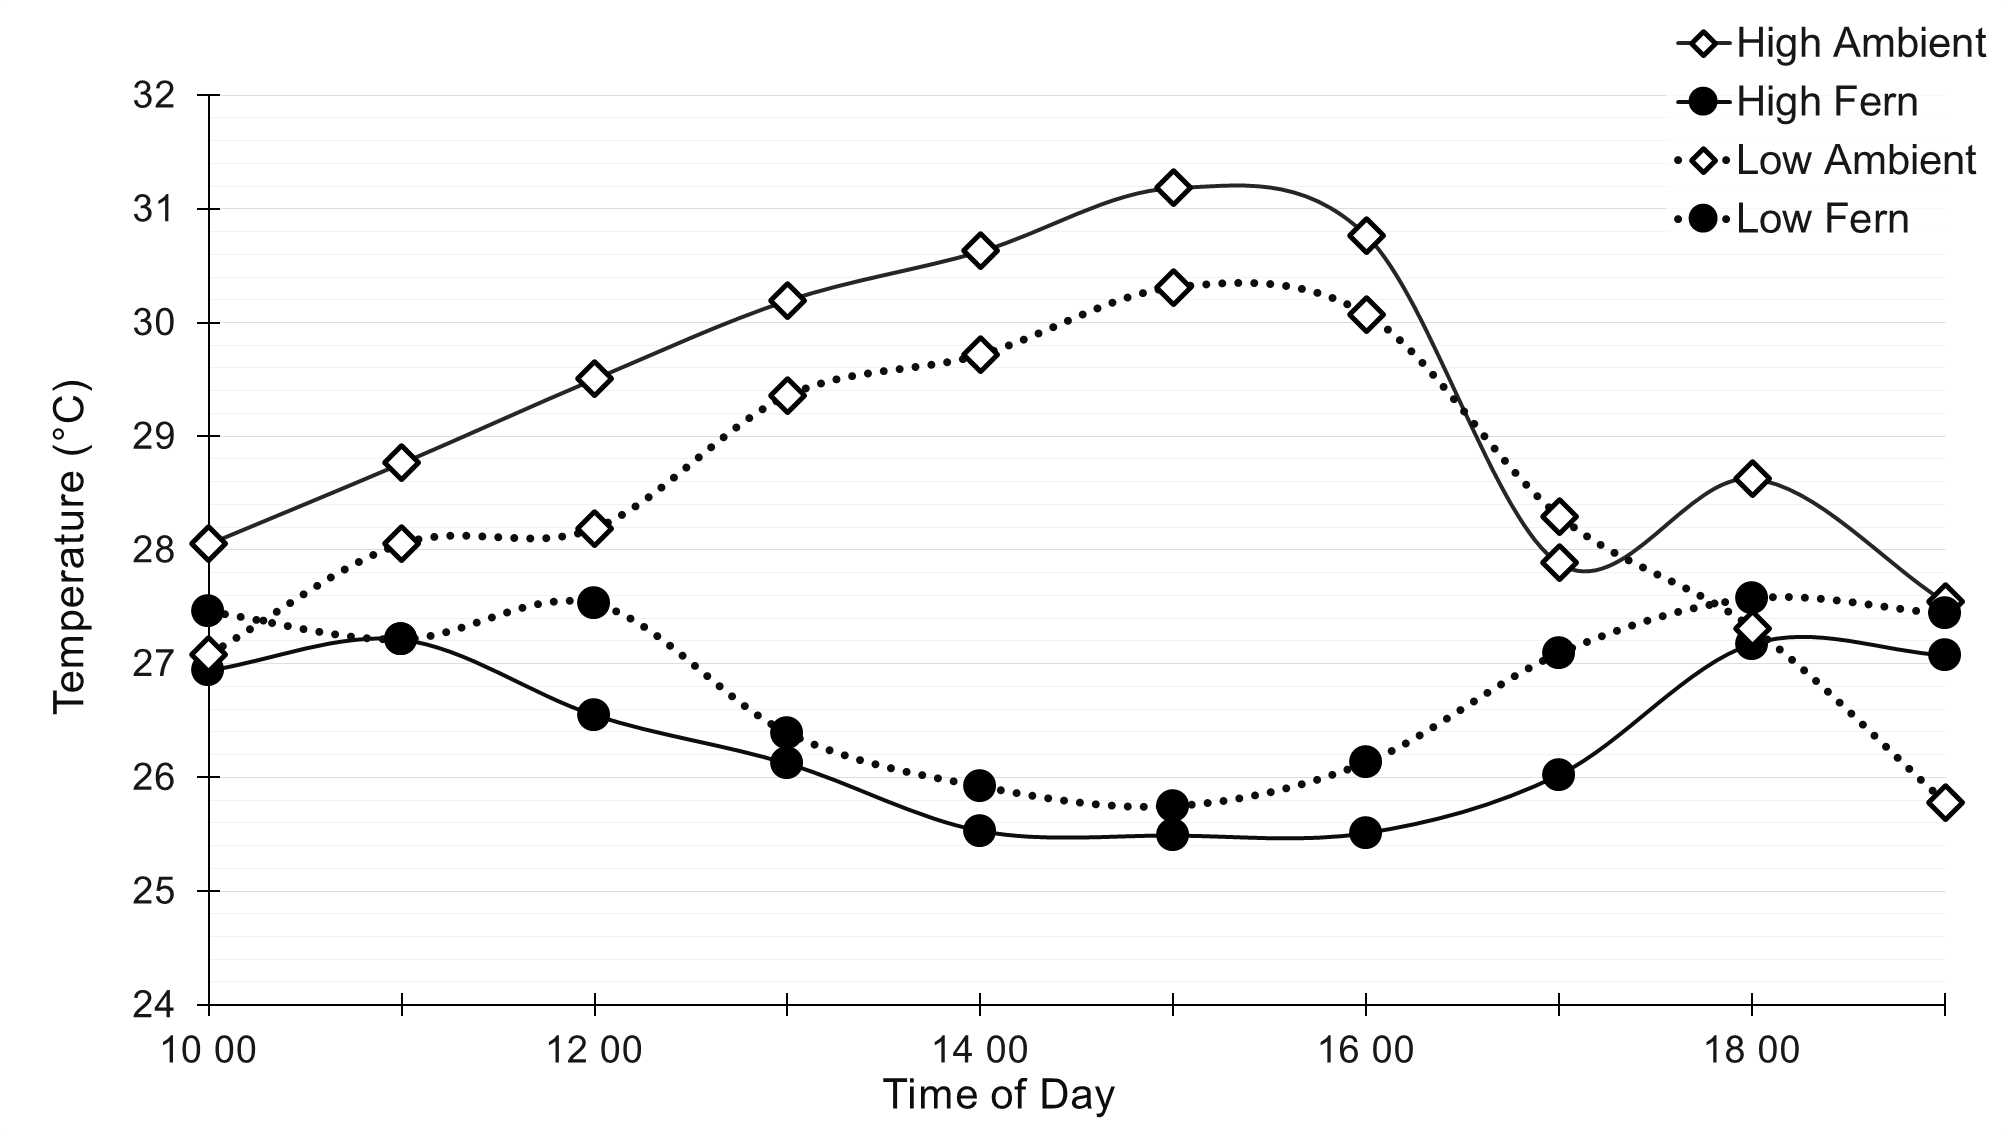 High Ambient
High Fern
Low Ambient
Low Fern
32
31
30
29
28
27
26
25
24
Temperature (°C)
10 00 12 00 14 00 16 00 18 00
Time of Day